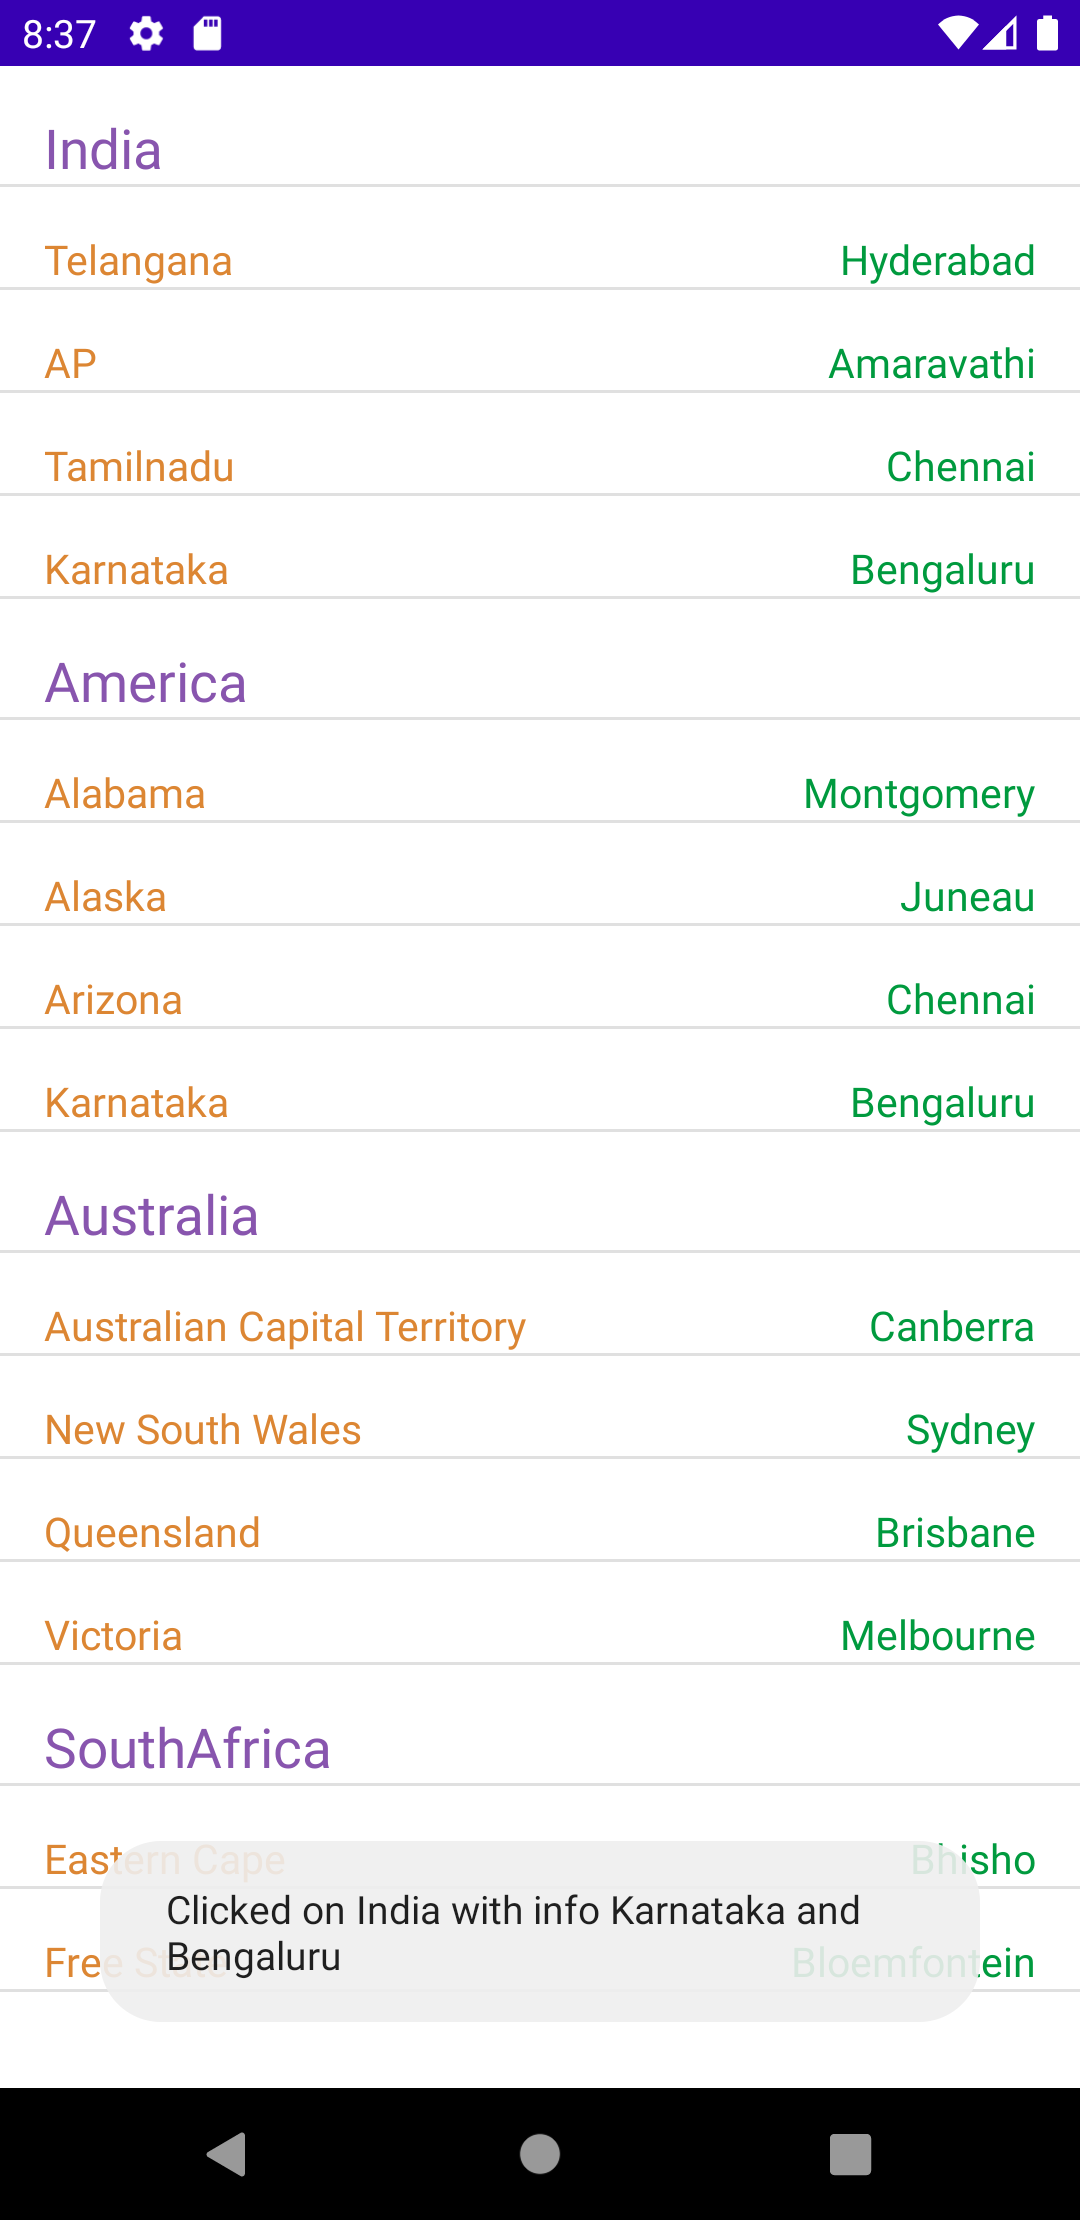 8:37
India
Telangana Hyderabad
AP Amaravathi
Tamilnadu Chennai
Karnataka Bengaluru
America
Alabama Montgomery
Alaska Juneau
Arizona Chennai
Karnataka Bengaluru
Australia
Australian Capital Territory Canberra
New South Wales Sydney
Queensland Brisbane
Victoria Melbourne
SouthAfrica
Eastern Cape Bhisho
Clicked on India with info Karnataka and
Bengaluru
Free State Bloemfontein